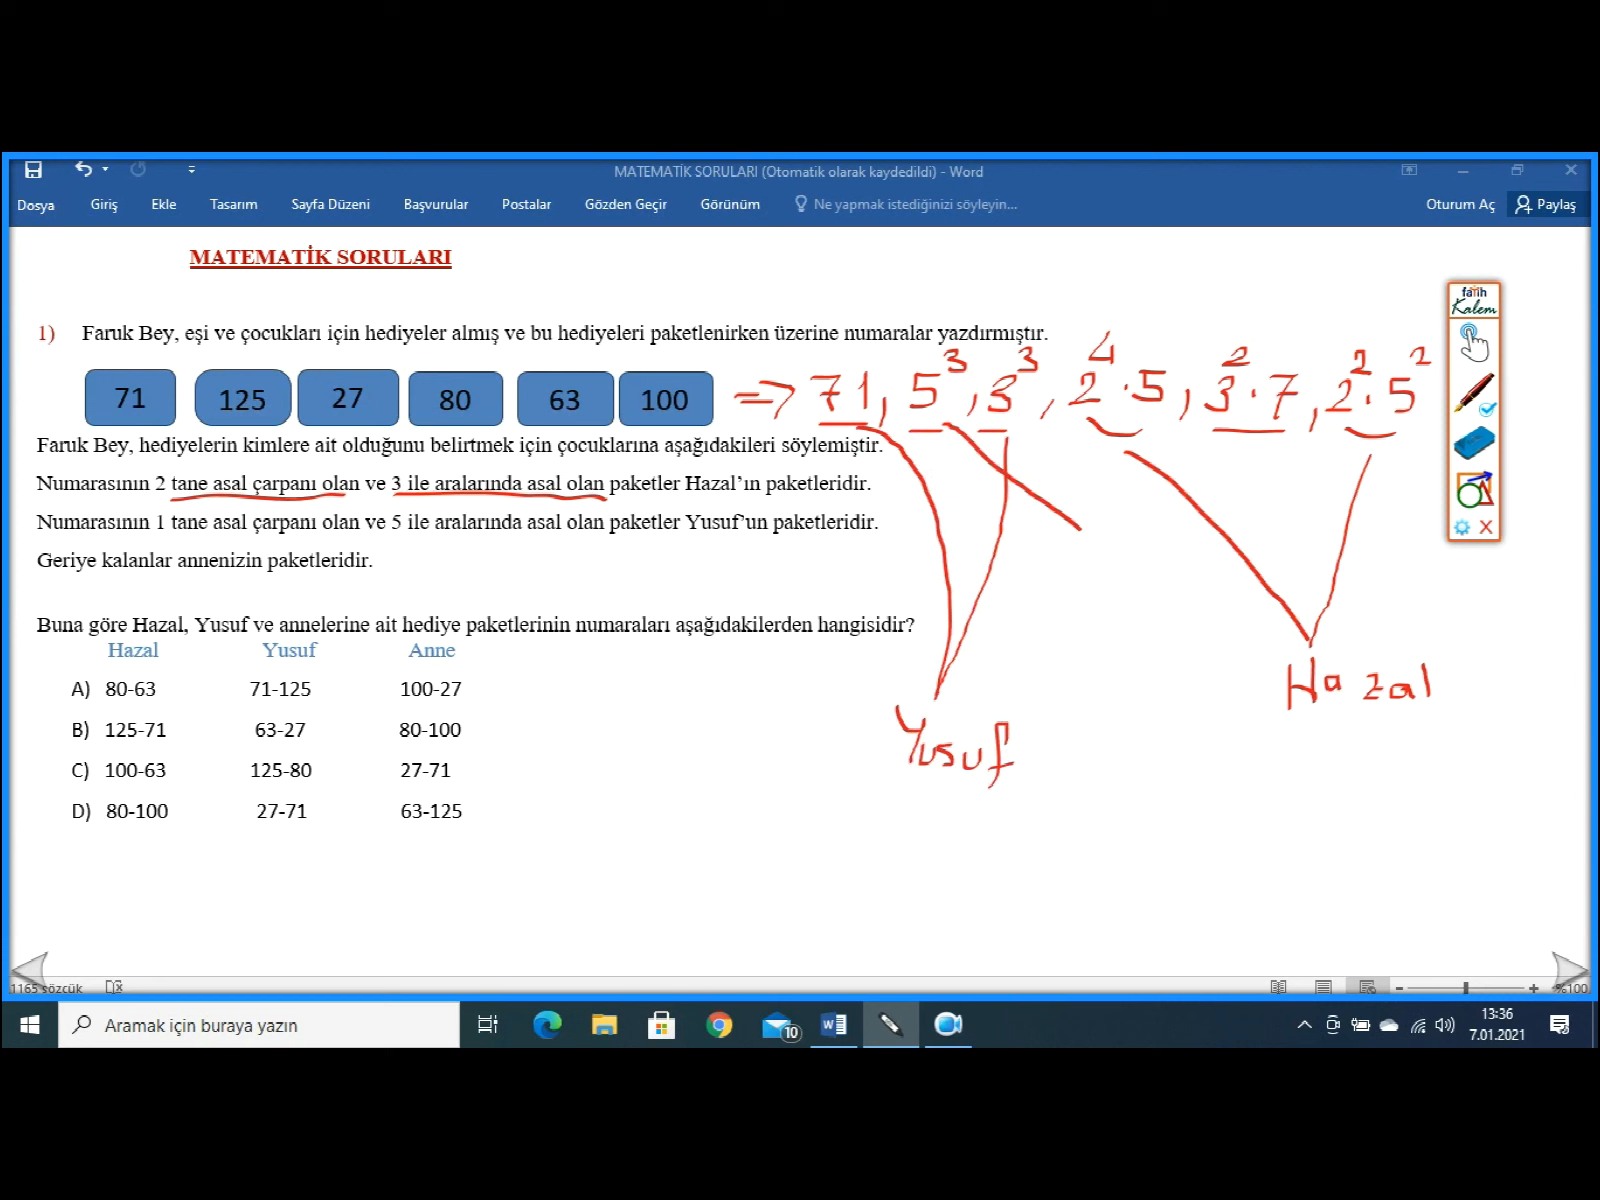 MATEMATİK SORULARI (Otomatik olarak kaydedildi) - Word
Dosya Giriş Ekle Tasarım Sayfa Düzeni Başvurular Postalar Gözden Geçir Görünüm Ne yapmak istediğinizi söyleyin... Oturum Aç Paylaş
MATEMATİK SORULARI
fatih
Kalem
1) Faruk Bey, eşi ve çocukları için hediyeler almış ve bu hediyeleri paketlenirken üzerine numaralar yazdırmıştır.
71 125 27 80 63 100 => 71, 5³, 3³, 2⁴·5, 3²·7, 2²·5²
Faruk Bey, hediyelerin kimlere ait olduğunu belirtmek için çocuklarına aşağıdakileri söylemiştir.
Numarasının 2 tane asal çarpanı olan ve 3 ile aralarında asal olan paketler Hazal’ın paketleridir.
Numarasının 1 tane asal çarpanı olan ve 5 ile aralarında asal olan paketler Yusuf’un paketleridir.
Geriye kalanlar annenizin paketleridir.
Buna göre Hazal, Yusuf ve annelerine ait hediye paketlerinin numaraları aşağıdakilerden hangisidir?
Hazal Yusuf Anne
A) 80-63 71-125 100-27
B) 125-71 63-27 80-100
C) 100-63 125-80 27-71
D) 80-100 27-71 63-125
Hazal
Yusuf
1165 sözcük
%100
Aramak için buraya yazın
10
13:36
7.01.2021